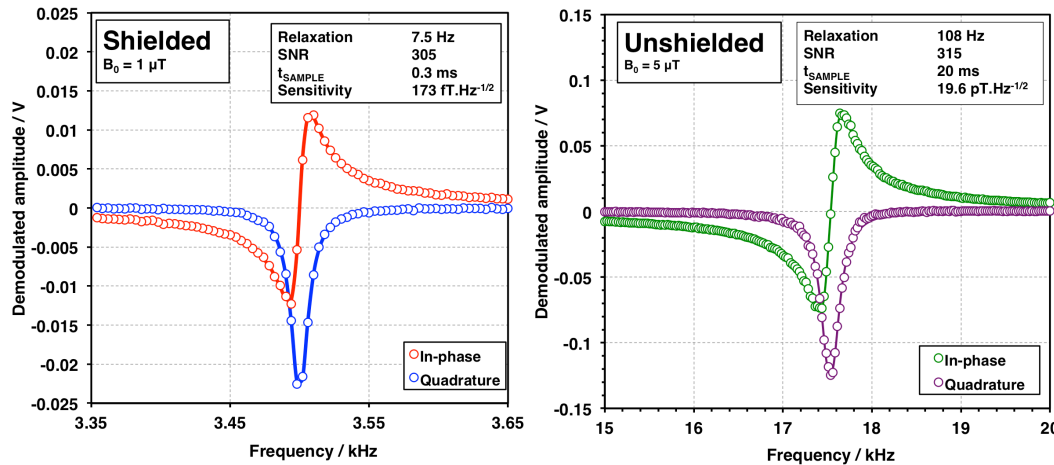 Shielded
B₀ = 1 µT
Relaxation 7.5 Hz
SNR 305
tSAMPLE 0.3 ms
Sensitivity 173 fT.Hz⁻¹/²
Demodulated amplitude / V
0.025
0.02
0.015
0.01
0.005
0
-0.005
-0.01
-0.015
-0.02
-0.025
In-phase
Quadrature
3.35 3.45 3.55 3.65
Frequency / kHz
Unshielded
B₀ = 5 µT
Relaxation 108 Hz
SNR 315
tSAMPLE 20 ms
Sensitivity 19.6 pT.Hz⁻¹/²
Demodulated amplitude / V
0.15
0.1
0.05
0
-0.05
-0.1
-0.15
In-phase
Quadrature
15 16 17 18 19 20
Frequency / kHz